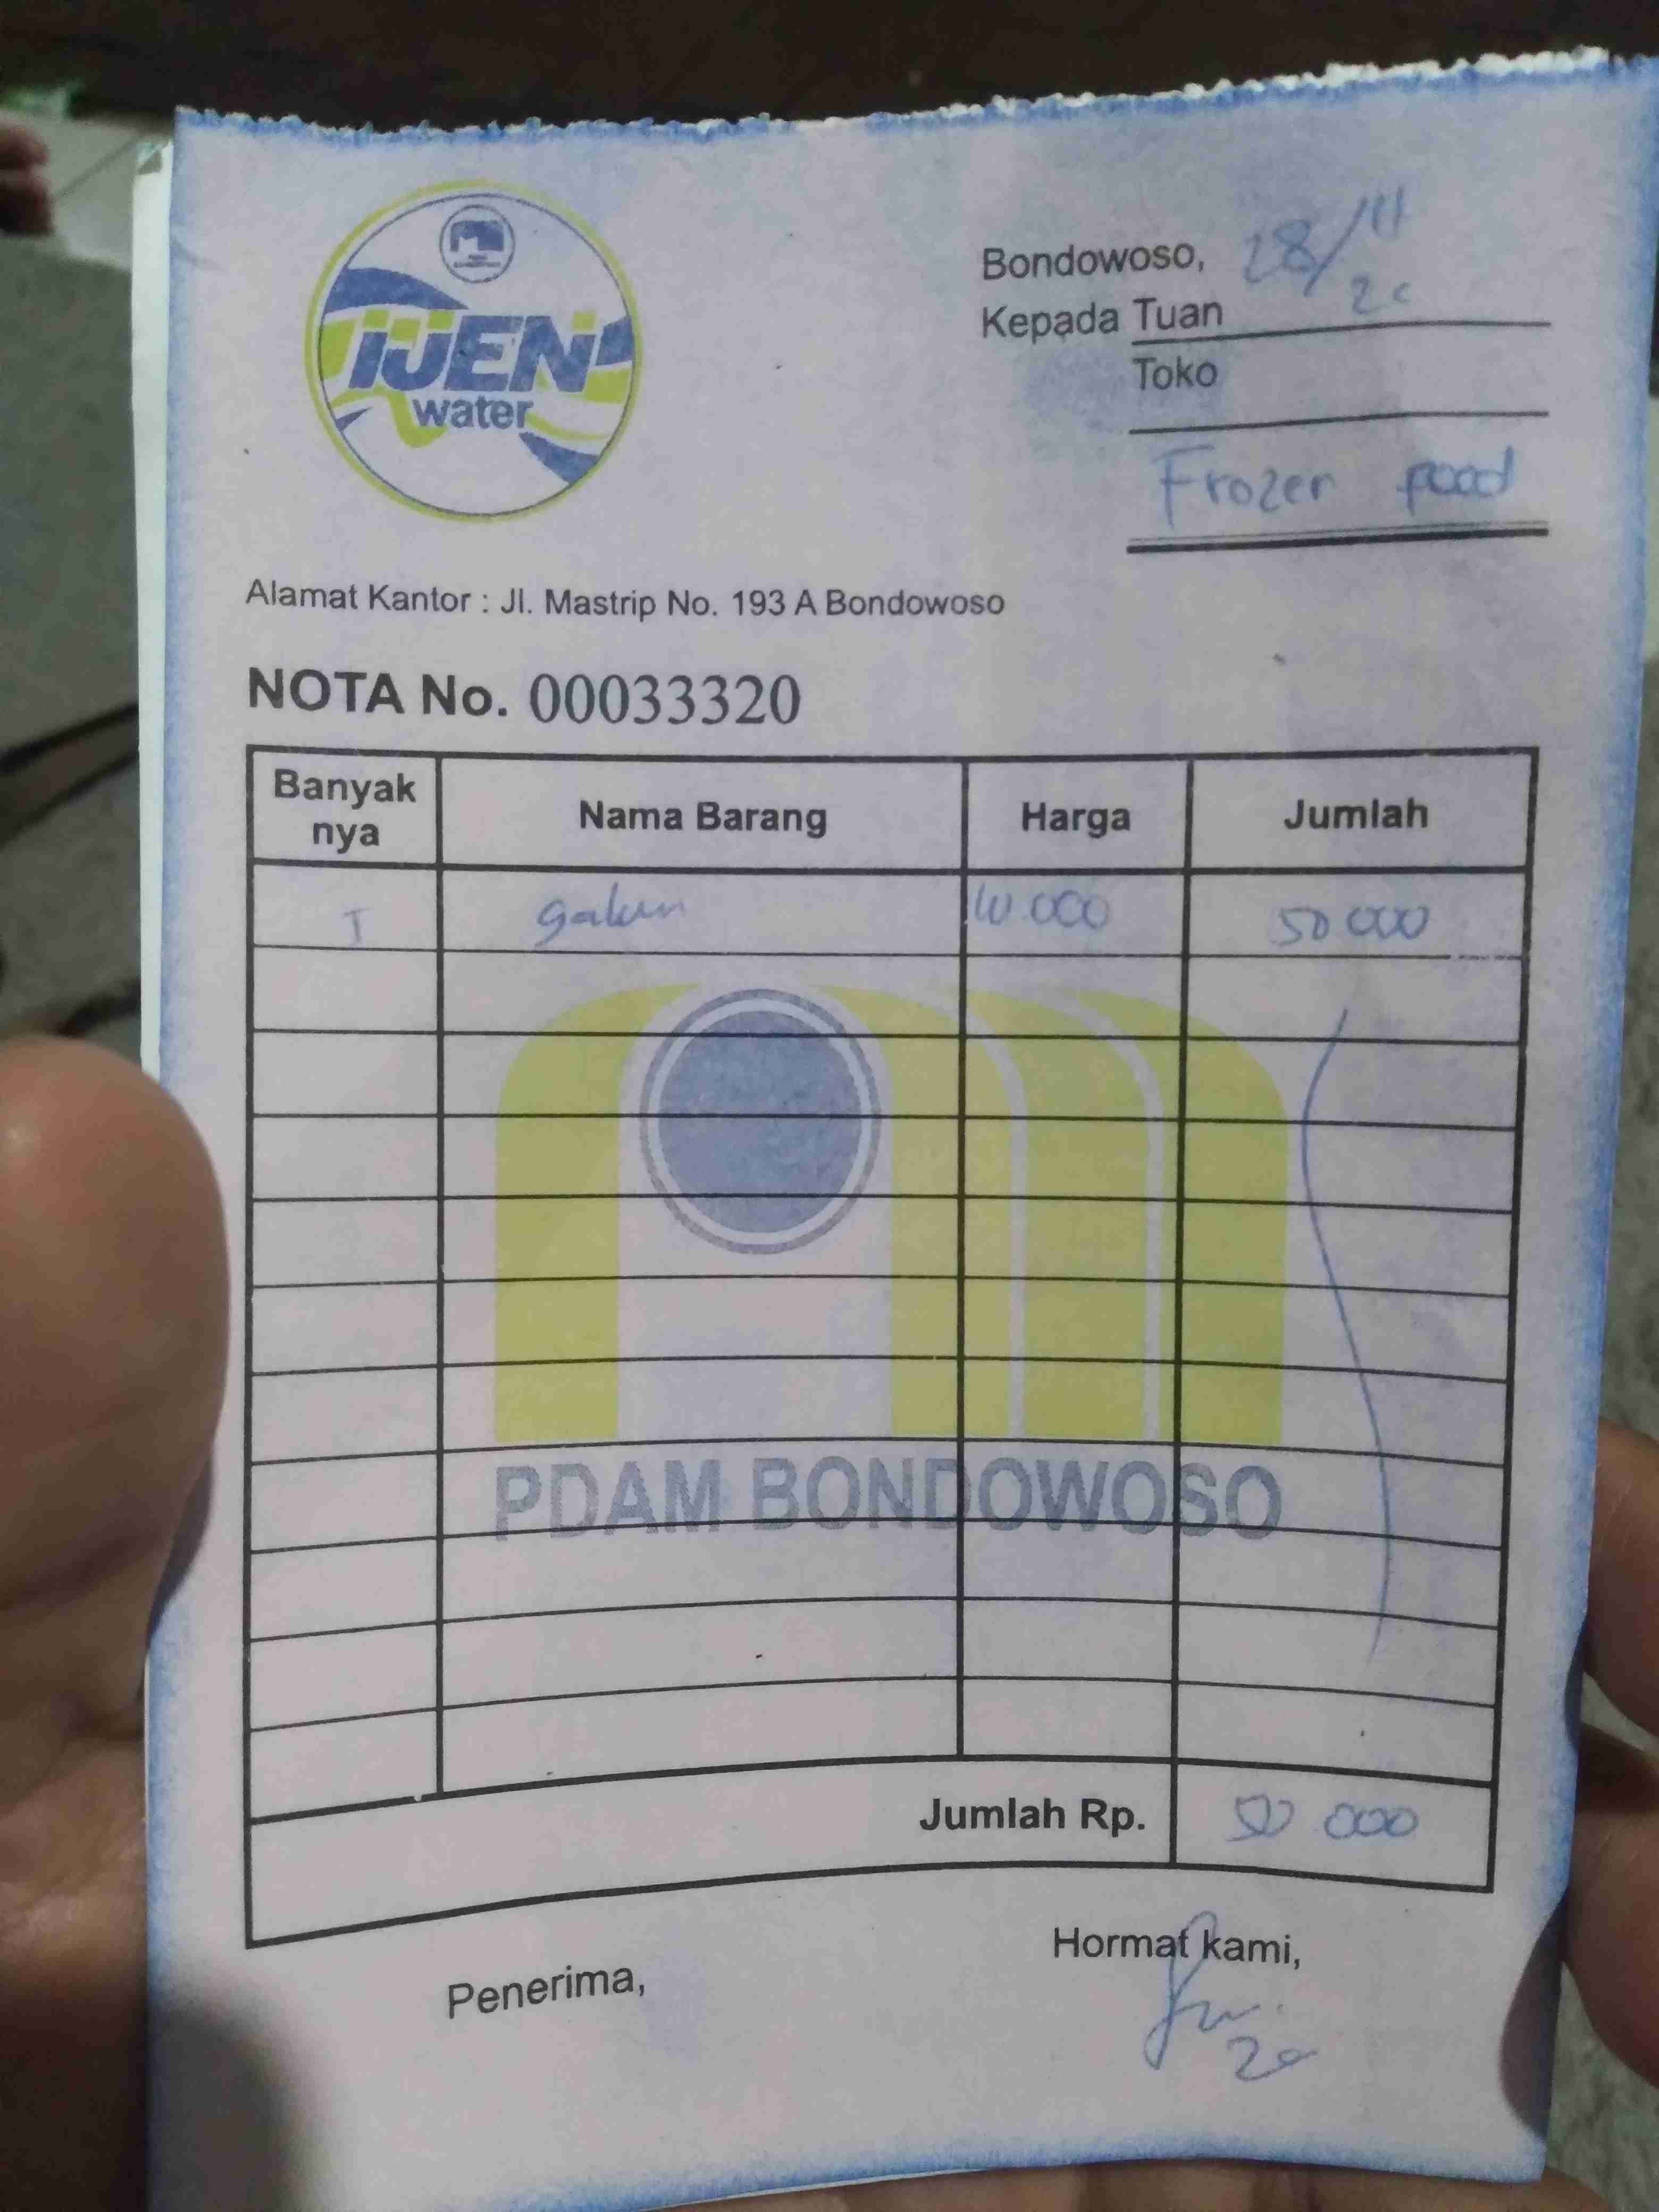 iJEN
water
Bondowoso, 28/11
Kepada Tuan
Toko
Frozen food
Alamat Kantor : Jl. Mastrip No. 193 A Bondowoso
NOTA No. 00033320
Banyak nya Nama Barang Harga Jumlah
galon 10.000 50 000
PDAM BONDOWOSO
Jumlah Rp. 50 000
Hormat kami,
Penerima,